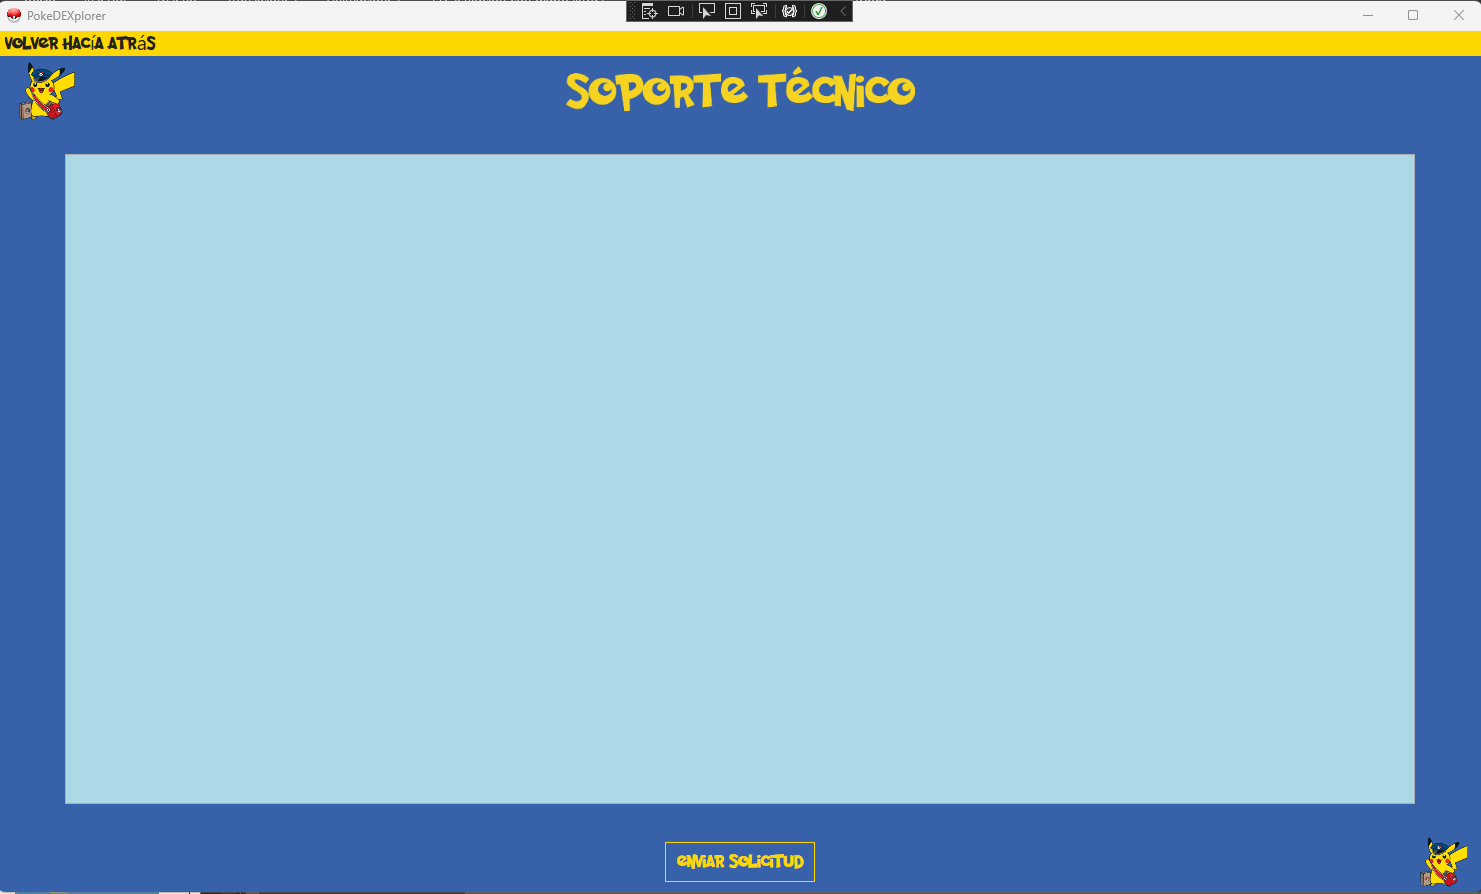 PokeDEXplorer
VOLVER HACÍA ATRÁS
SOPORTE TÉCNICO
ENVIAR SOLICITUD